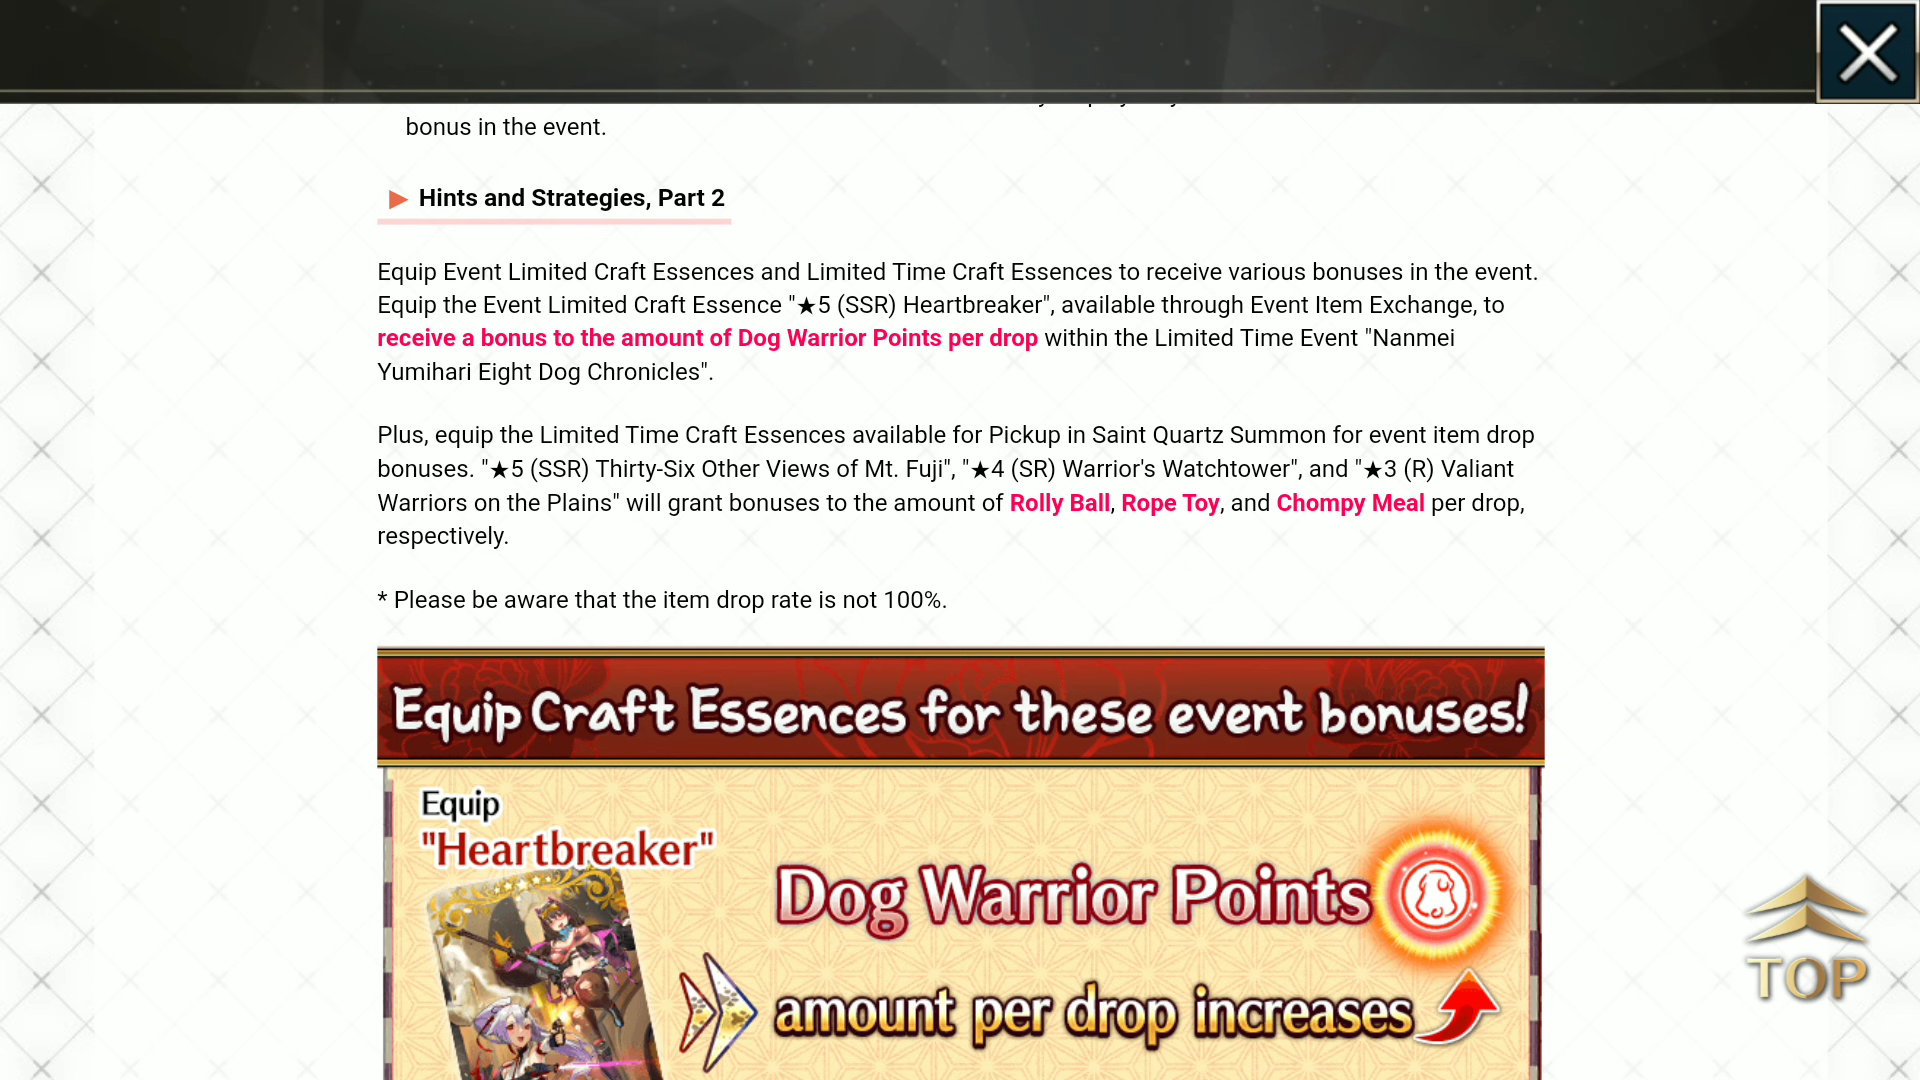 bonus in the event.
▶ Hints and Strategies, Part 2
Equip Event Limited Craft Essences and Limited Time Craft Essences to receive various bonuses in the event.
Equip the Event Limited Craft Essence "★5 (SSR) Heartbreaker", available through Event Item Exchange, to
receive a bonus to the amount of Dog Warrior Points per drop within the Limited Time Event "Nanmei
Yumihari Eight Dog Chronicles".
Plus, equip the Limited Time Craft Essences available for Pickup in Saint Quartz Summon for event item drop
bonuses. "★5 (SSR) Thirty-Six Other Views of Mt. Fuji", "★4 (SR) Warrior's Watchtower", and "★3 (R) Valiant
Warriors on the Plains" will grant bonuses to the amount of Rolly Ball, Rope Toy, and Chompy Meal per drop,
respectively.
* Please be aware that the item drop rate is not 100%.
Equip Craft Essences for these event bonuses!
Equip
"Heartbreaker"
Dog Warrior Points
amount per drop increases
TOP